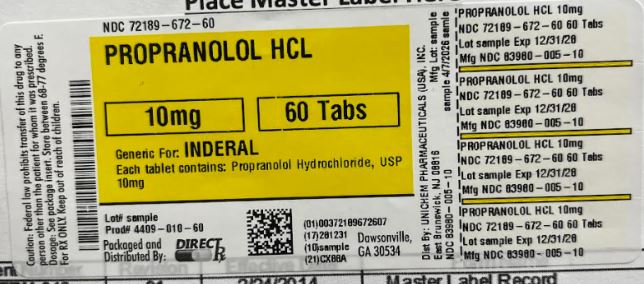 Place Master Label Here
NDC 72189-672-60
PROPRANOLOL HCL
10mg
60 Tabs
Generic For: INDERAL
Each tablet contains: Propranolol Hydrochloride, USP
10mg
Caution: Federal law prohibits transfer of this drug to any
person other than the patient for whom it was prescribed.
Dosage: See package insert. Store between 68-77 degrees F.
For RX ONLY Keep out of reach of children.
Lot# sample
Prod# 4409-010-60
Packaged and
Distributed By:
DIRECT Rx
(01)00372189672607
(17)281231
(10)sample
(21)CX88A
Dawsonville,
GA 30534
Dist By: UNICHEM PHARMACEUTICALS (USA), INC.
East Brunswick, NJ 08816
NDC 83980-005-10
Mfg Lot: sample
sample 4/7/2026 samle
PROPRANOLOL HCL 10mg
NDC 72189-672-60 60 Tabs
Lot sample Exp 12/31/28
Mfg NDC 83980-005-10
PROPRANOLOL HCL 10mg
NDC 72189-672-60 60 Tabs
Lot sample Exp 12/31/28
Mfg NDC 83980-005-10
PROPRANOLOL HCL 10mg
NDC 72189-672-60 60 Tabs
Lot sample Exp 12/31/28
Mfg NDC 83980-005-10
PROPRANOLOL HCL 10mg
NDC 72189-672-60 60 Tabs
Lot sample Exp 12/31/28
Mfg NDC 83980-005-10
2/24/2014
Master Label Record